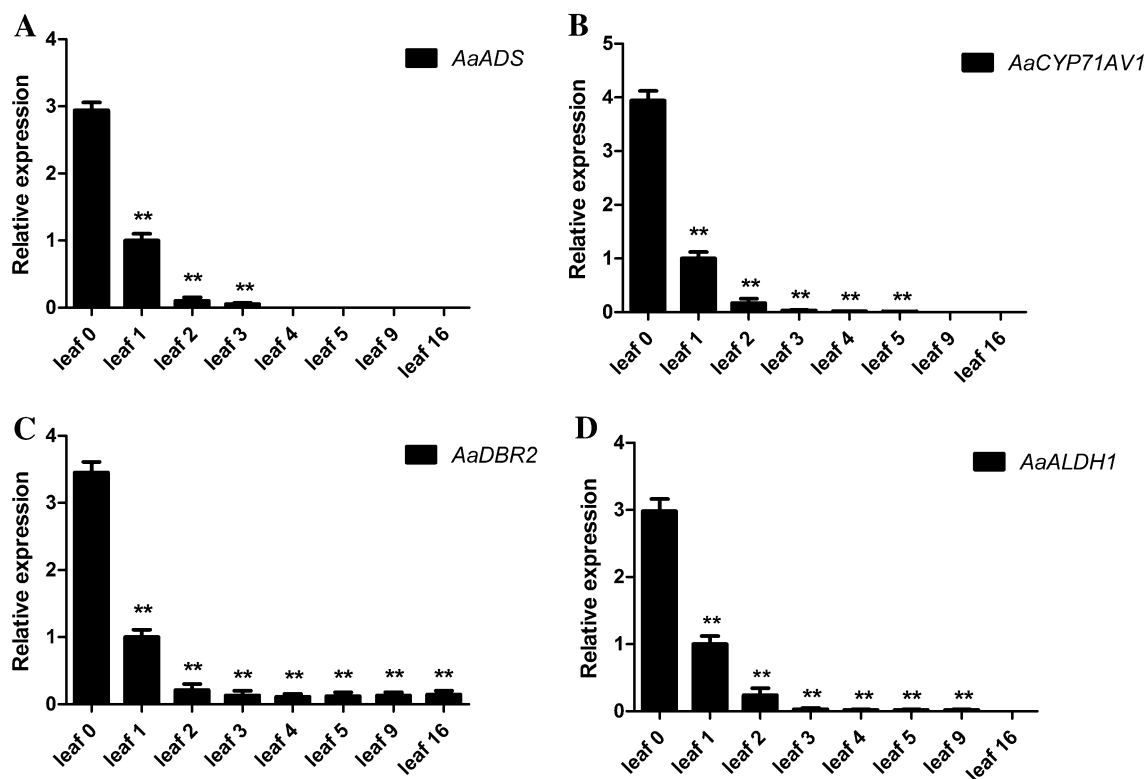 A
AaADS
Relative expression
4
3
2
1
0
**
**
**
leaf 0
leaf 1
leaf 2
leaf 3
leaf 4
leaf 5
leaf 9
leaf 16
B
AaCYP71AV1
Relative expression
5
4
3
2
1
0
**
**
**
**
**
leaf 0
leaf 1
leaf 2
leaf 3
leaf 4
leaf 5
leaf 9
leaf 16
C
AaDBR2
Relative expression
4
3
2
1
0
**
**
**
**
**
**
**
leaf 0
leaf 1
leaf 2
leaf 3
leaf 4
leaf 5
leaf 9
leaf 16
D
AaALDH1
Relative expression
4
3
2
1
0
**
**
**
**
**
**
leaf 0
leaf 1
leaf 2
leaf 3
leaf 4
leaf 5
leaf 9
leaf 16